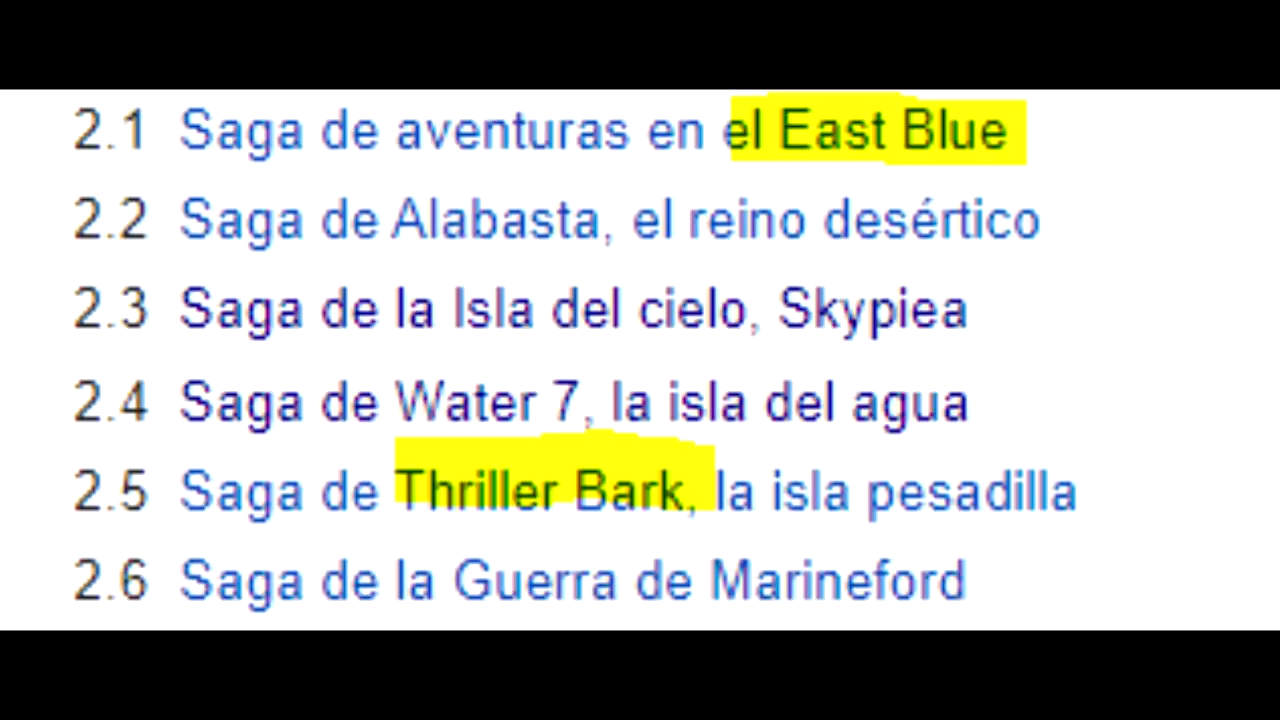 2.1 Saga de aventuras en el East Blue
2.2 Saga de Alabasta, el reino desértico
2.3 Saga de la Isla del cielo, Skypiea
2.4 Saga de Water 7, la isla del agua
2.5 Saga de Thriller Bark, la isla pesadilla
2.6 Saga de la Guerra de Marineford